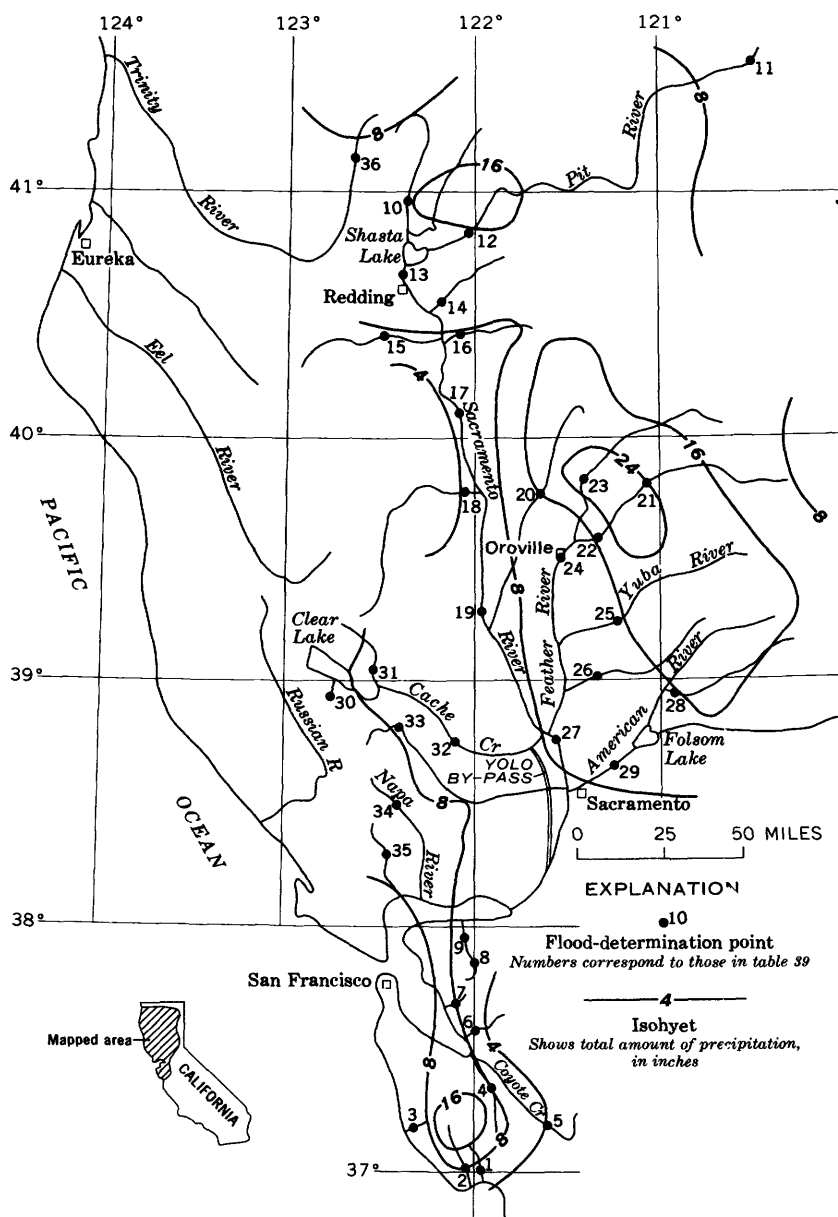 124°
123°
122°
121°
Trinity
River
8
36
16
Pit
River
8
11
41°
10
12
Shasta
Lake
Eureka
13
Redding
14
15
16
Eel
River
4
17
Sacramento
River
40°
16
24
23
21
20
18
8
PACIFIC
OCEAN
Oroville
22
24
Yuba
River
River
Feather
25
8
19
Clear
Lake
31
30
39°
26
River
28
Cache
Cr
33
32
27
American
Folsom
Lake
Russian R
YOLO
BY-PASS
29
Napa
River
34
8
Sacramento
35
0 25 50 MILES
EXPLANATION
10
Flood-determination point
Numbers correspond to those in table 39
4
Isohyet
Shows total amount of precipitation,
in inches
38°
9
8
San Francisco
7
6
4
8
Coyote Cr
4
16
3
5
8
37°
2
1
Mapped area
CALIFORNIA